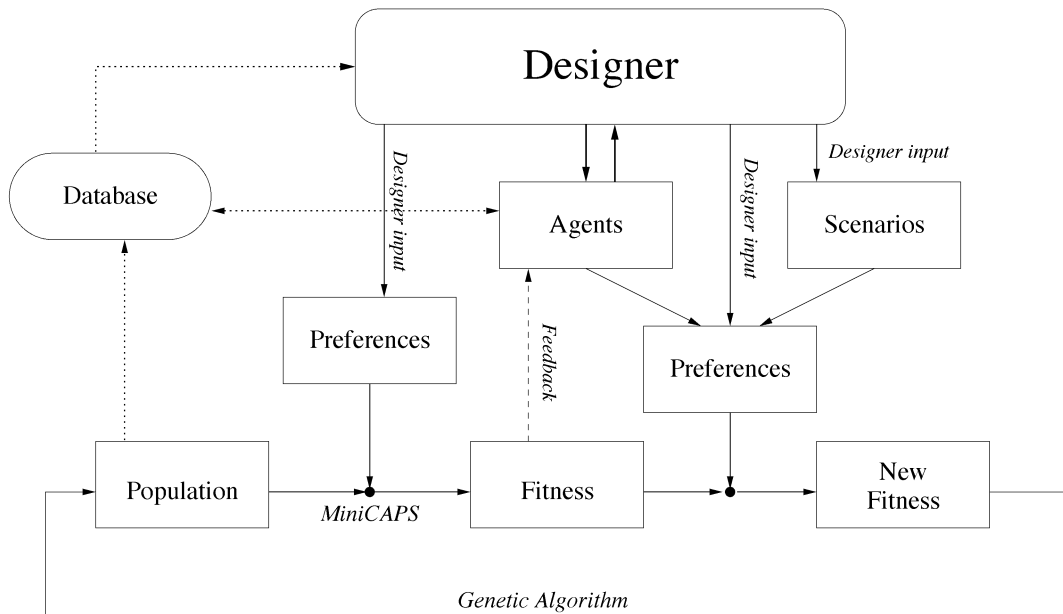 Designer
Designer input
Designer input
Designer input
Database
Agents
Scenarios
Preferences
Feedback
Preferences
Population
MiniCAPS
Fitness
New
Fitness
Genetic Algorithm